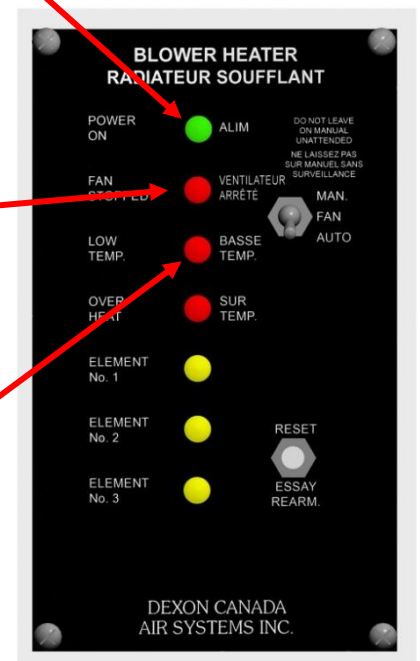 BLOWER HEATER
RADIATEUR SOUFFLANT
POWER
ON
ALIM
DO NOT LEAVE
ON MANUAL
UNATTENDED
NE LAISSEZ PAS
SUR MANUEL SANS
SURVEILLANCE
FAN
STOPPED
VENTILATEUR
ARRÊTÉ
MAN.
FAN
AUTO
LOW
TEMP.
BASSE
TEMP.
OVER
HEAT
SUR
TEMP.
ELEMENT
No. 1
ELEMENT
No. 2
ELEMENT
No. 3
RESET
ESSAY
REARM.
DEXON CANADA
AIR SYSTEMS INC.